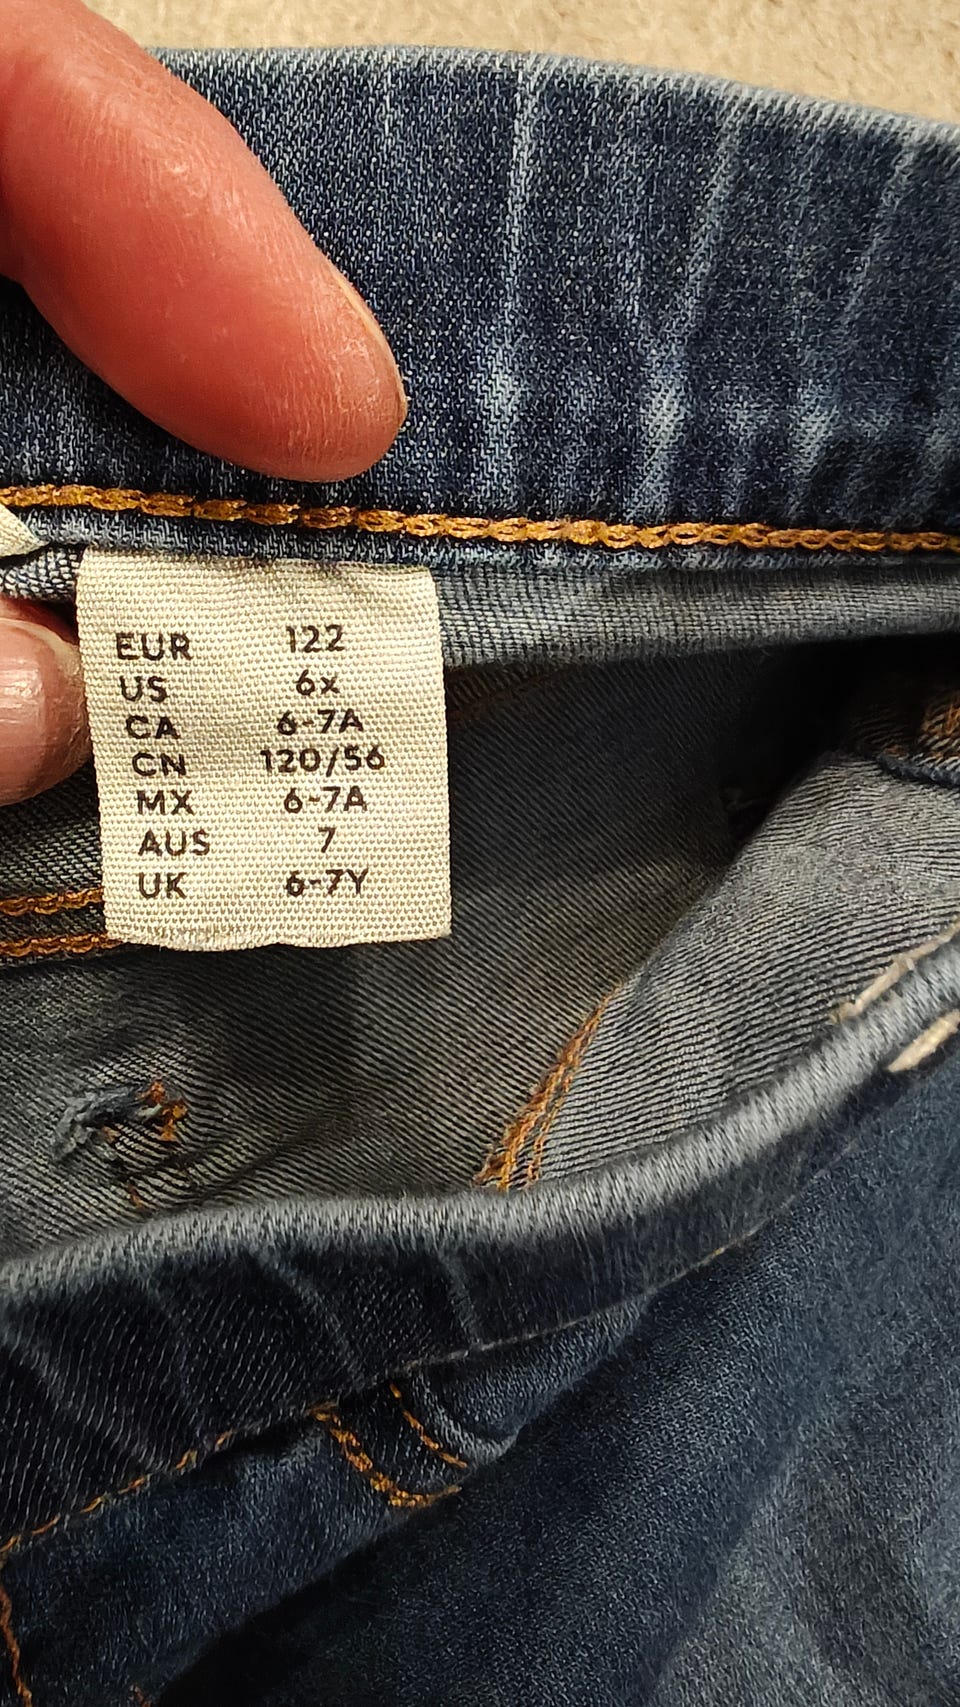 EUR 122
US 6x
CA 6-7A
CN 120/56
MX 6-7A
AUS 7
UK 6-7Y